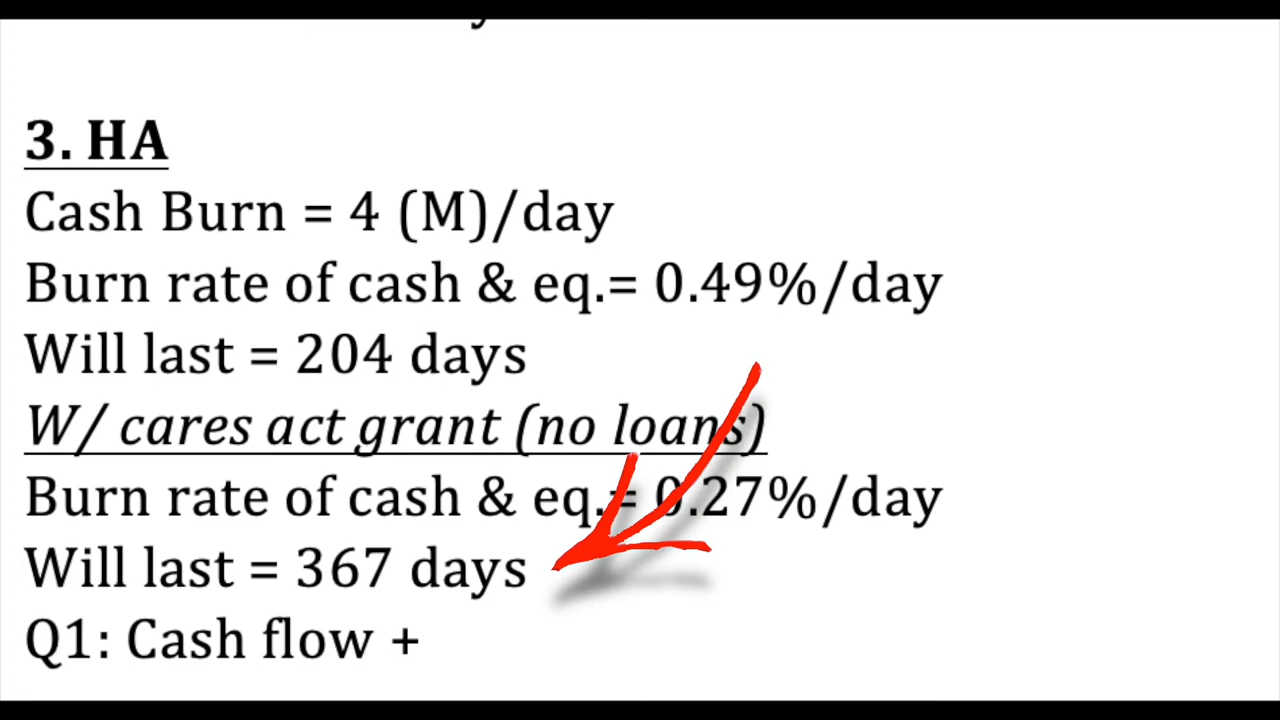 3. HA
Cash Burn = 4 (M)/day
Burn rate of cash & eq.= 0.49%/day
Will last = 204 days
W/ cares act grant (no loans)
Burn rate of cash & eq.= 0.27%/day
Will last = 367 days
Q1: Cash flow +